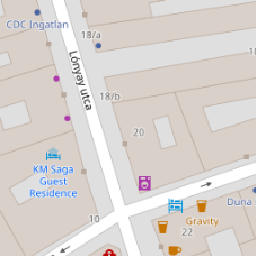 CDC Ingatlan
18/a
Lónyay utca
18/b
20
KM Saga
Guest
Residence
Duna
10
Gravity
22